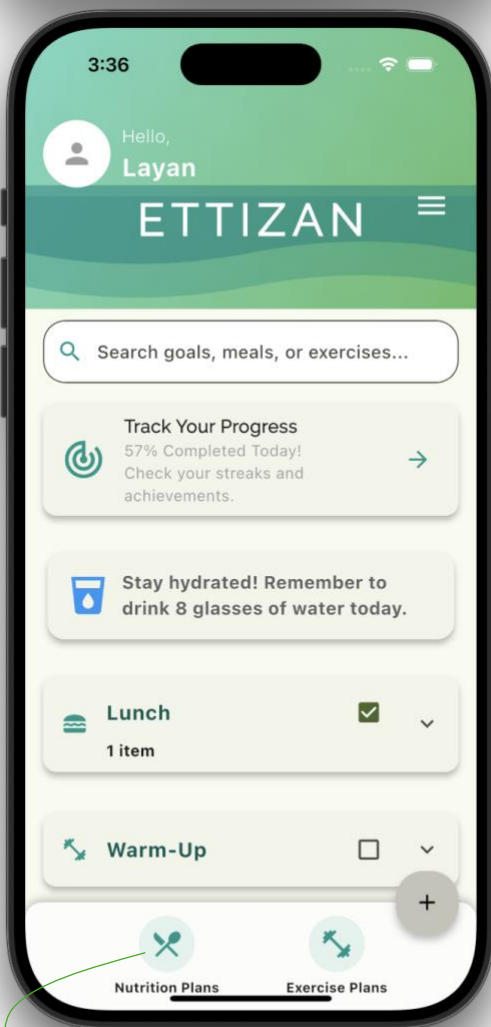 3:36
Hello,
Layan
ETTIZAN
Search goals, meals, or exercises...
Track Your Progress
57% Completed Today!
Check your streaks and
achievements.
Stay hydrated! Remember to
drink 8 glasses of water today.
Lunch
1 item
Warm-Up
+
Nutrition Plans
Exercise Plans